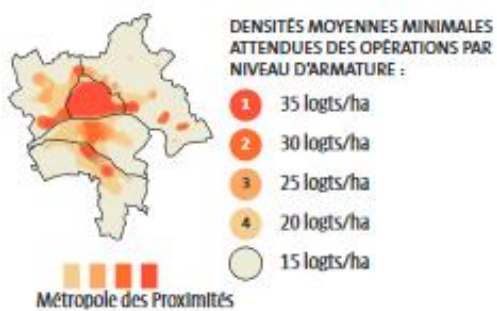 DENSITÉS MOYENNES MINIMALES
ATTENDUES DES OPÉRATIONS PAR
NIVEAU D'ARMATURE :
1 35 logts/ha
2 30 logts/ha
3 25 logts/ha
4 20 logts/ha
15 logts/ha
Métropole des Proximités